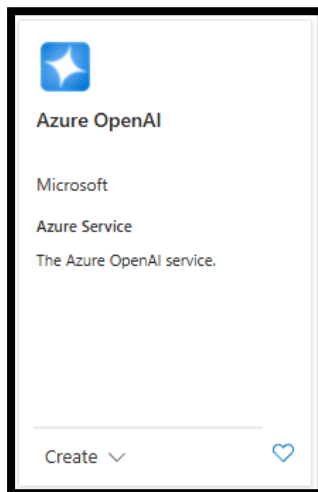 Azure OpenAI
Microsoft
Azure Service
The Azure OpenAI service.
Create